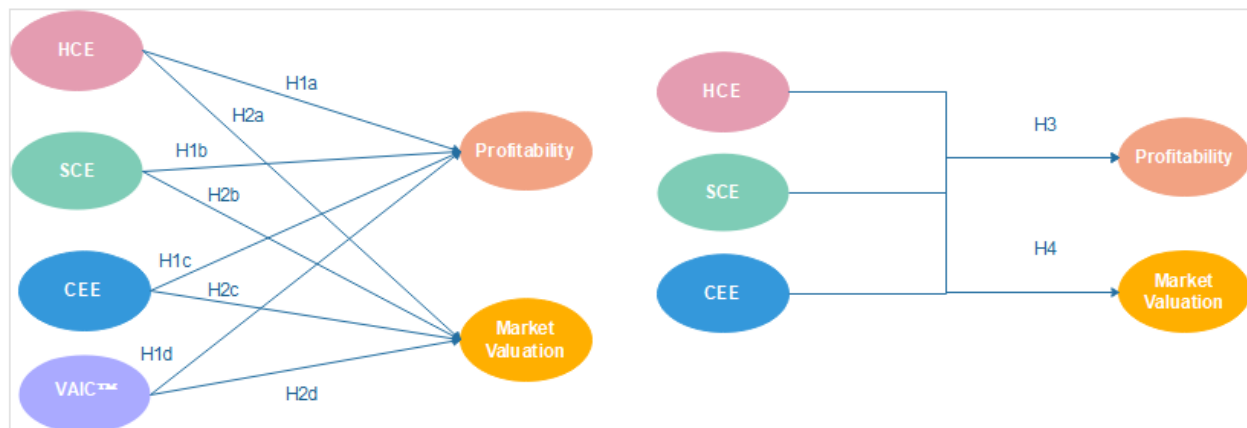 HCE
H1a
H2a
SCE
H1b
H2b
Profitability
CEE
H1c
H2c
Market
Valuation
VAIC™
H1d
H2d
HCE
SCE
CEE
H3
Profitability
H4
Market
Valuation